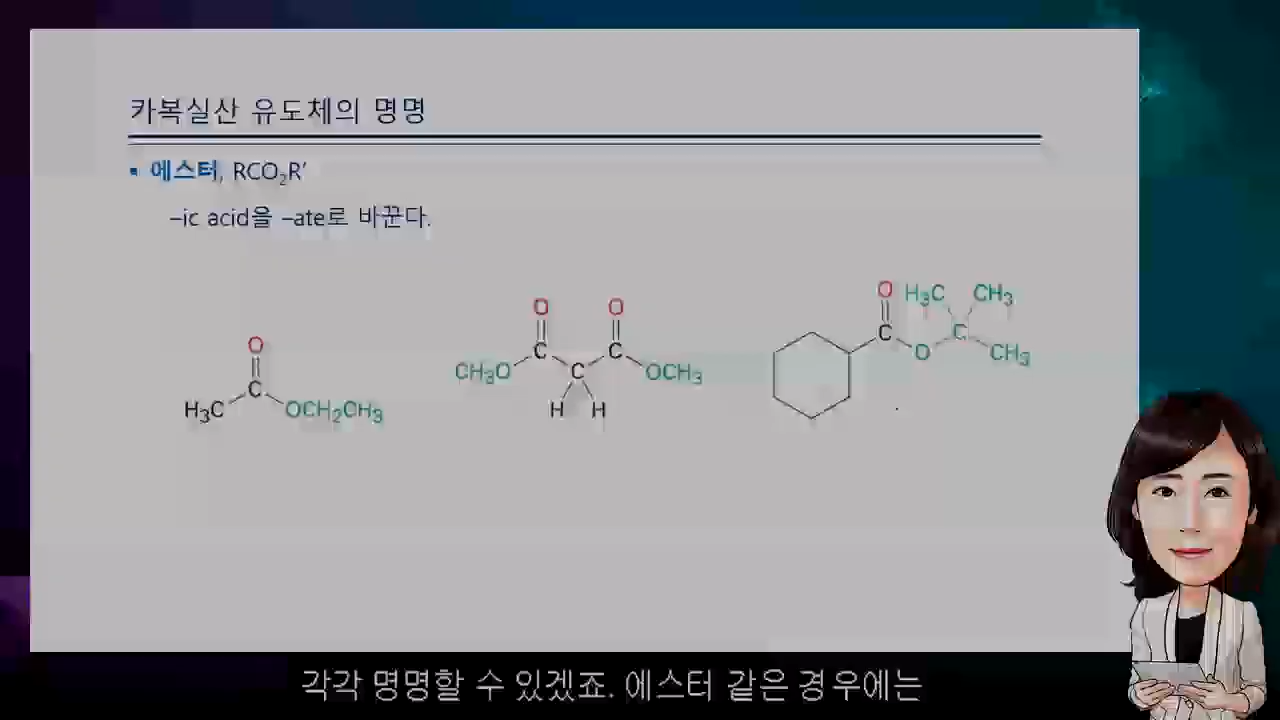 카복실산 유도체의 명명
▪ 에스터, RCO₂R′
–ic acid을 –ate로 바꾼다.
O
H₃C C OCH₂CH₃
O O
CH₃O C C C OCH₃
H H
O H₃C CH₃
C O C CH₃
각각 명명할 수 있겠죠. 에스터 같은 경우에는